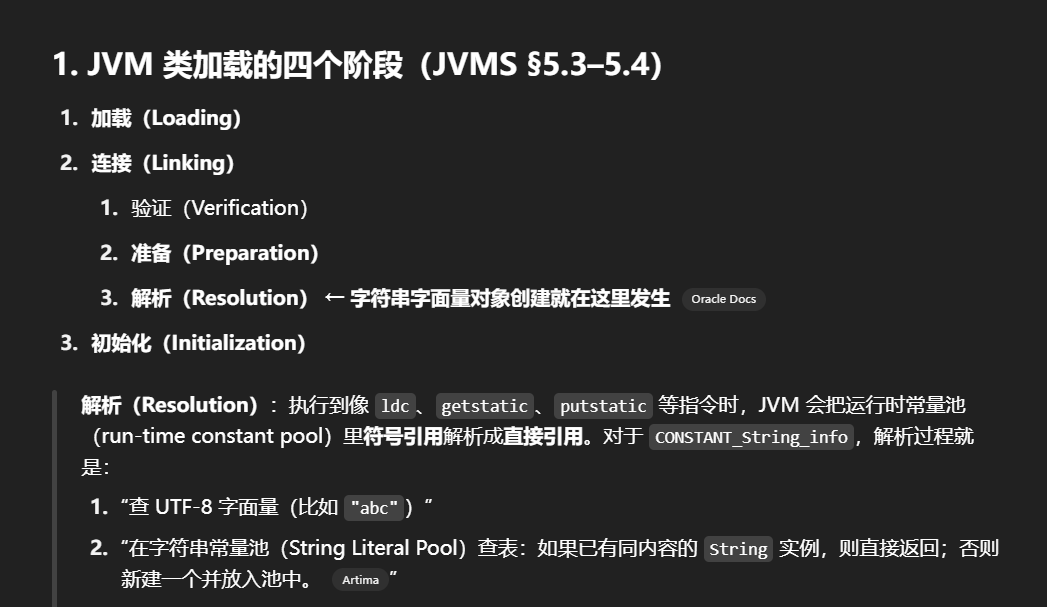 1. JVM 类加载的四个阶段（JVMS §5.3–5.4）
1. 加载（Loading）
2. 连接（Linking）
1. 验证（Verification）
2. 准备（Preparation）
3. 解析（Resolution） ← 字符串字面量对象创建就在这里发生 Oracle Docs
3. 初始化（Initialization）
解析（Resolution）：执行到像 ldc、getstatic、putstatic 等指令时，JVM 会把运行时常量池
（run-time constant pool）里符号引用解析成直接引用。对于 CONSTANT_String_info，解析过程就
是：
1. “查 UTF-8 字面量（比如 "abc"）”
2. “在字符串常量池（String Literal Pool）查表：如果已有同内容的 String 实例，则直接返回；否则
新建一个并放入池中。 Artima ”